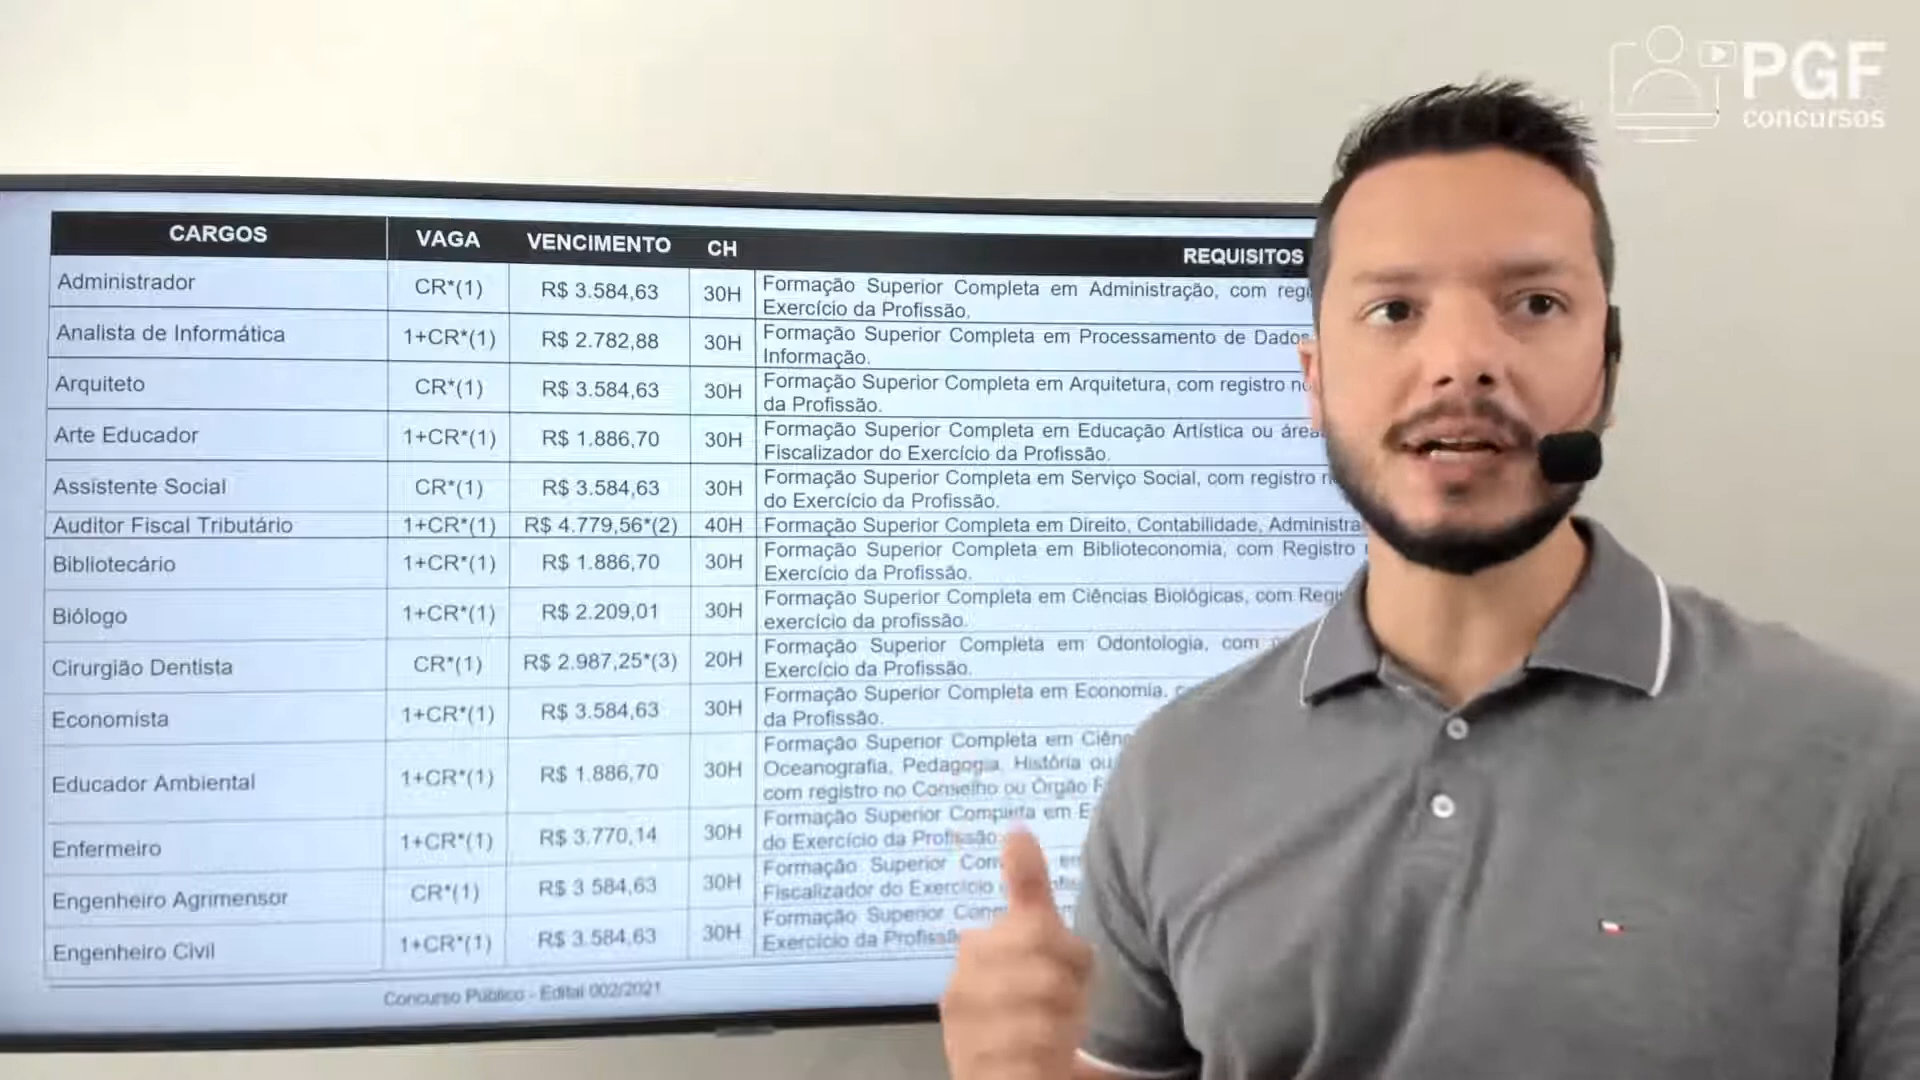 PGF
concursos
CARGOS VAGA VENCIMENTO CH REQUISITOS
Administrador CR*(1) R$ 3.584,63 30H Formação Superior Completa em Administração, com
Exercício da Profissão.
Analista de Informática 1+CR*(1) R$ 2.782,88 30H Formação Superior Completa em Processamento de Dados
Informação.
Arquiteto CR*(1) R$ 3.584,63 30H Formação Superior Completa em Arquitetura, com registro
da Profissão.
Arte Educador 1+CR*(1) R$ 1.886,70 30H Formação Superior Completa em Educação Artística ou
Fiscalizador do Exercício da Profissão.
Assistente Social CR*(1) R$ 3.584,63 30H Formação Superior Completa em Serviço Social, com registro
do Exercício da Profissão.
Auditor Fiscal Tributário 1+CR*(1) R$ 4.779,56*(2) 40H Formação Superior Completa em Direito, Contabilidade,
Bibliotecário 1+CR*(1) R$ 1.886,70 30H Formação Superior Completa em Biblioteconomia, com Registro
Exercício da Profissão.
Biólogo 1+CR*(1) R$ 2.209,01 30H Formação Superior Completa em Ciências Biológicas, com
exercício da profissão.
Cirurgião Dentista CR*(1) R$ 2.987,25*(3) 20H Formação Superior Completa em Odontologia, com
Exercício da Profissão.
Economista 1+CR*(1) R$ 3.584,63 30H Formação Superior Completa em Economia,
da Profissão.
Educador Ambiental 1+CR*(1) R$ 1.886,70 30H Formação Superior Completa em
Oceanografia, Pedagogia, História ou
com registro no Conselho ou Órgão
Enfermeiro 1+CR*(1) R$ 3.770,14 30H Formação Superior Completa em
do Exercício da Profissão
Engenheiro Agrimensor CR*(1) R$ 3.584,63 30H Formação Superior
Fiscalizador do Exercício
Engenheiro Civil 1+CR*(1) R$ 3.584,63 30H Formação Superior
Exercício da Profissão
Concurso Público - Edital 002/2021